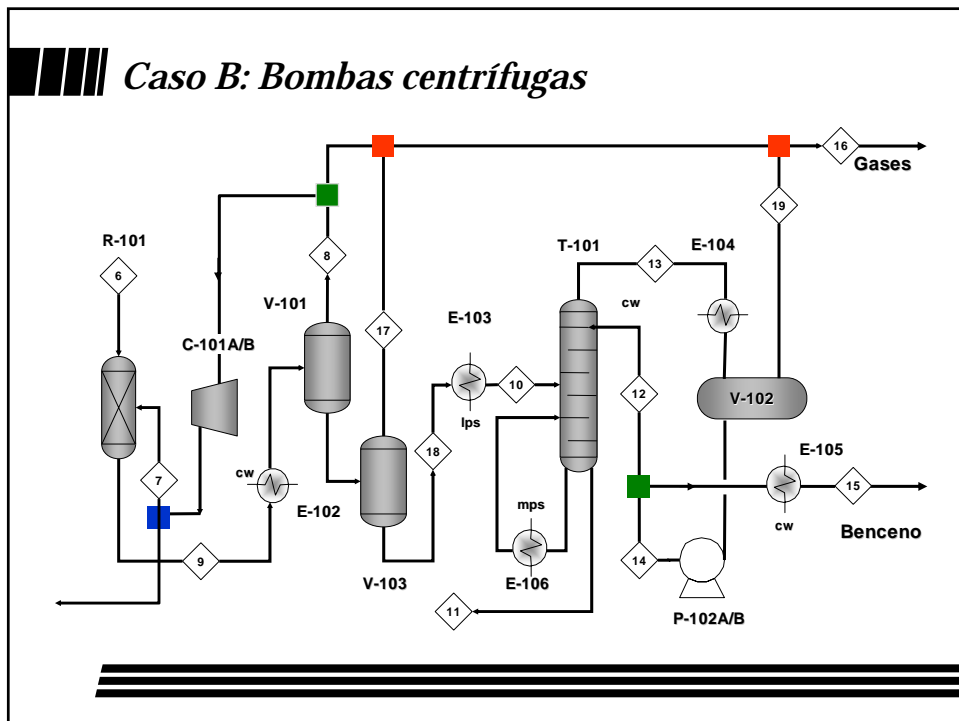 Caso B: Bombas centrífugas
16
Gases
19
R-101
T-101
13
E-104
6
8
V-101
cw
E-103
17
C-101A/B
10
12
V-102
lps
18
E-105
7
cw
15
mps
E-102
cw
Benceno
9
14
V-103
E-106
11
P-102A/B